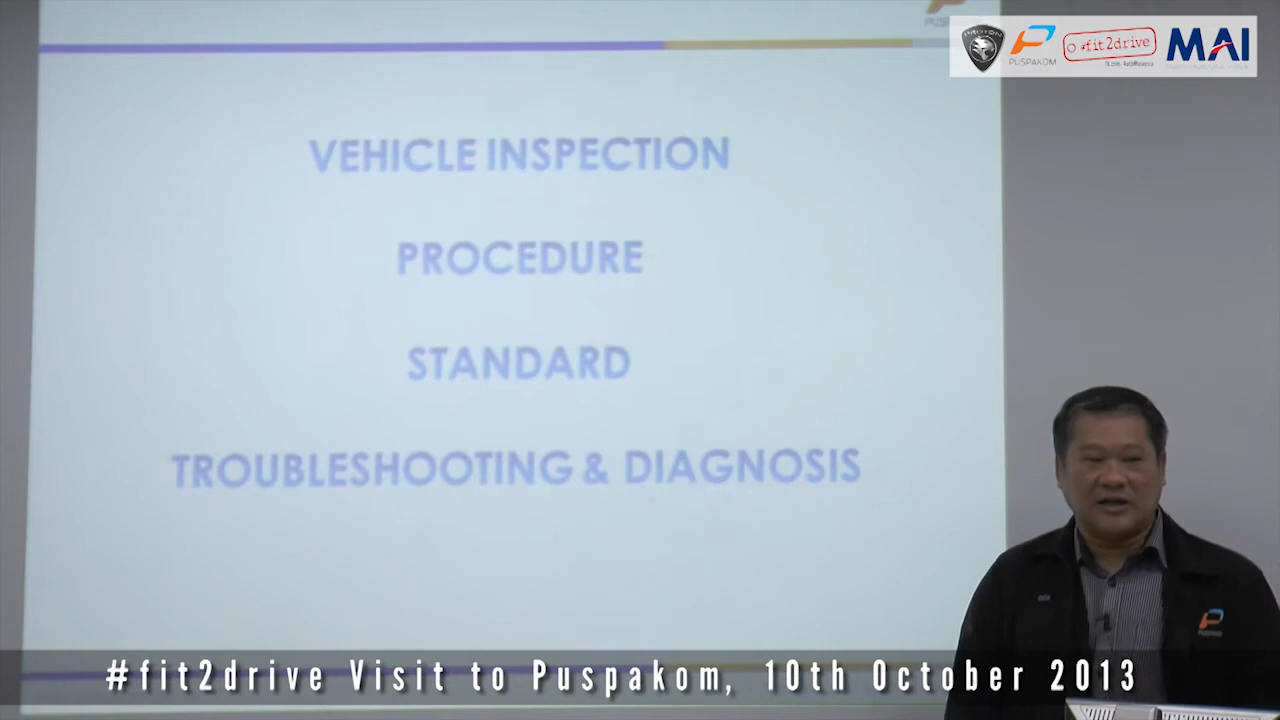 PROTON
PUSPAKOM
#fit2drive
MAI
VEHICLE INSPECTION
PROCEDURE
STANDARD
TROUBLESHOOTING & DIAGNOSIS
#fit2drive Visit to Puspakom, 10th October 2013